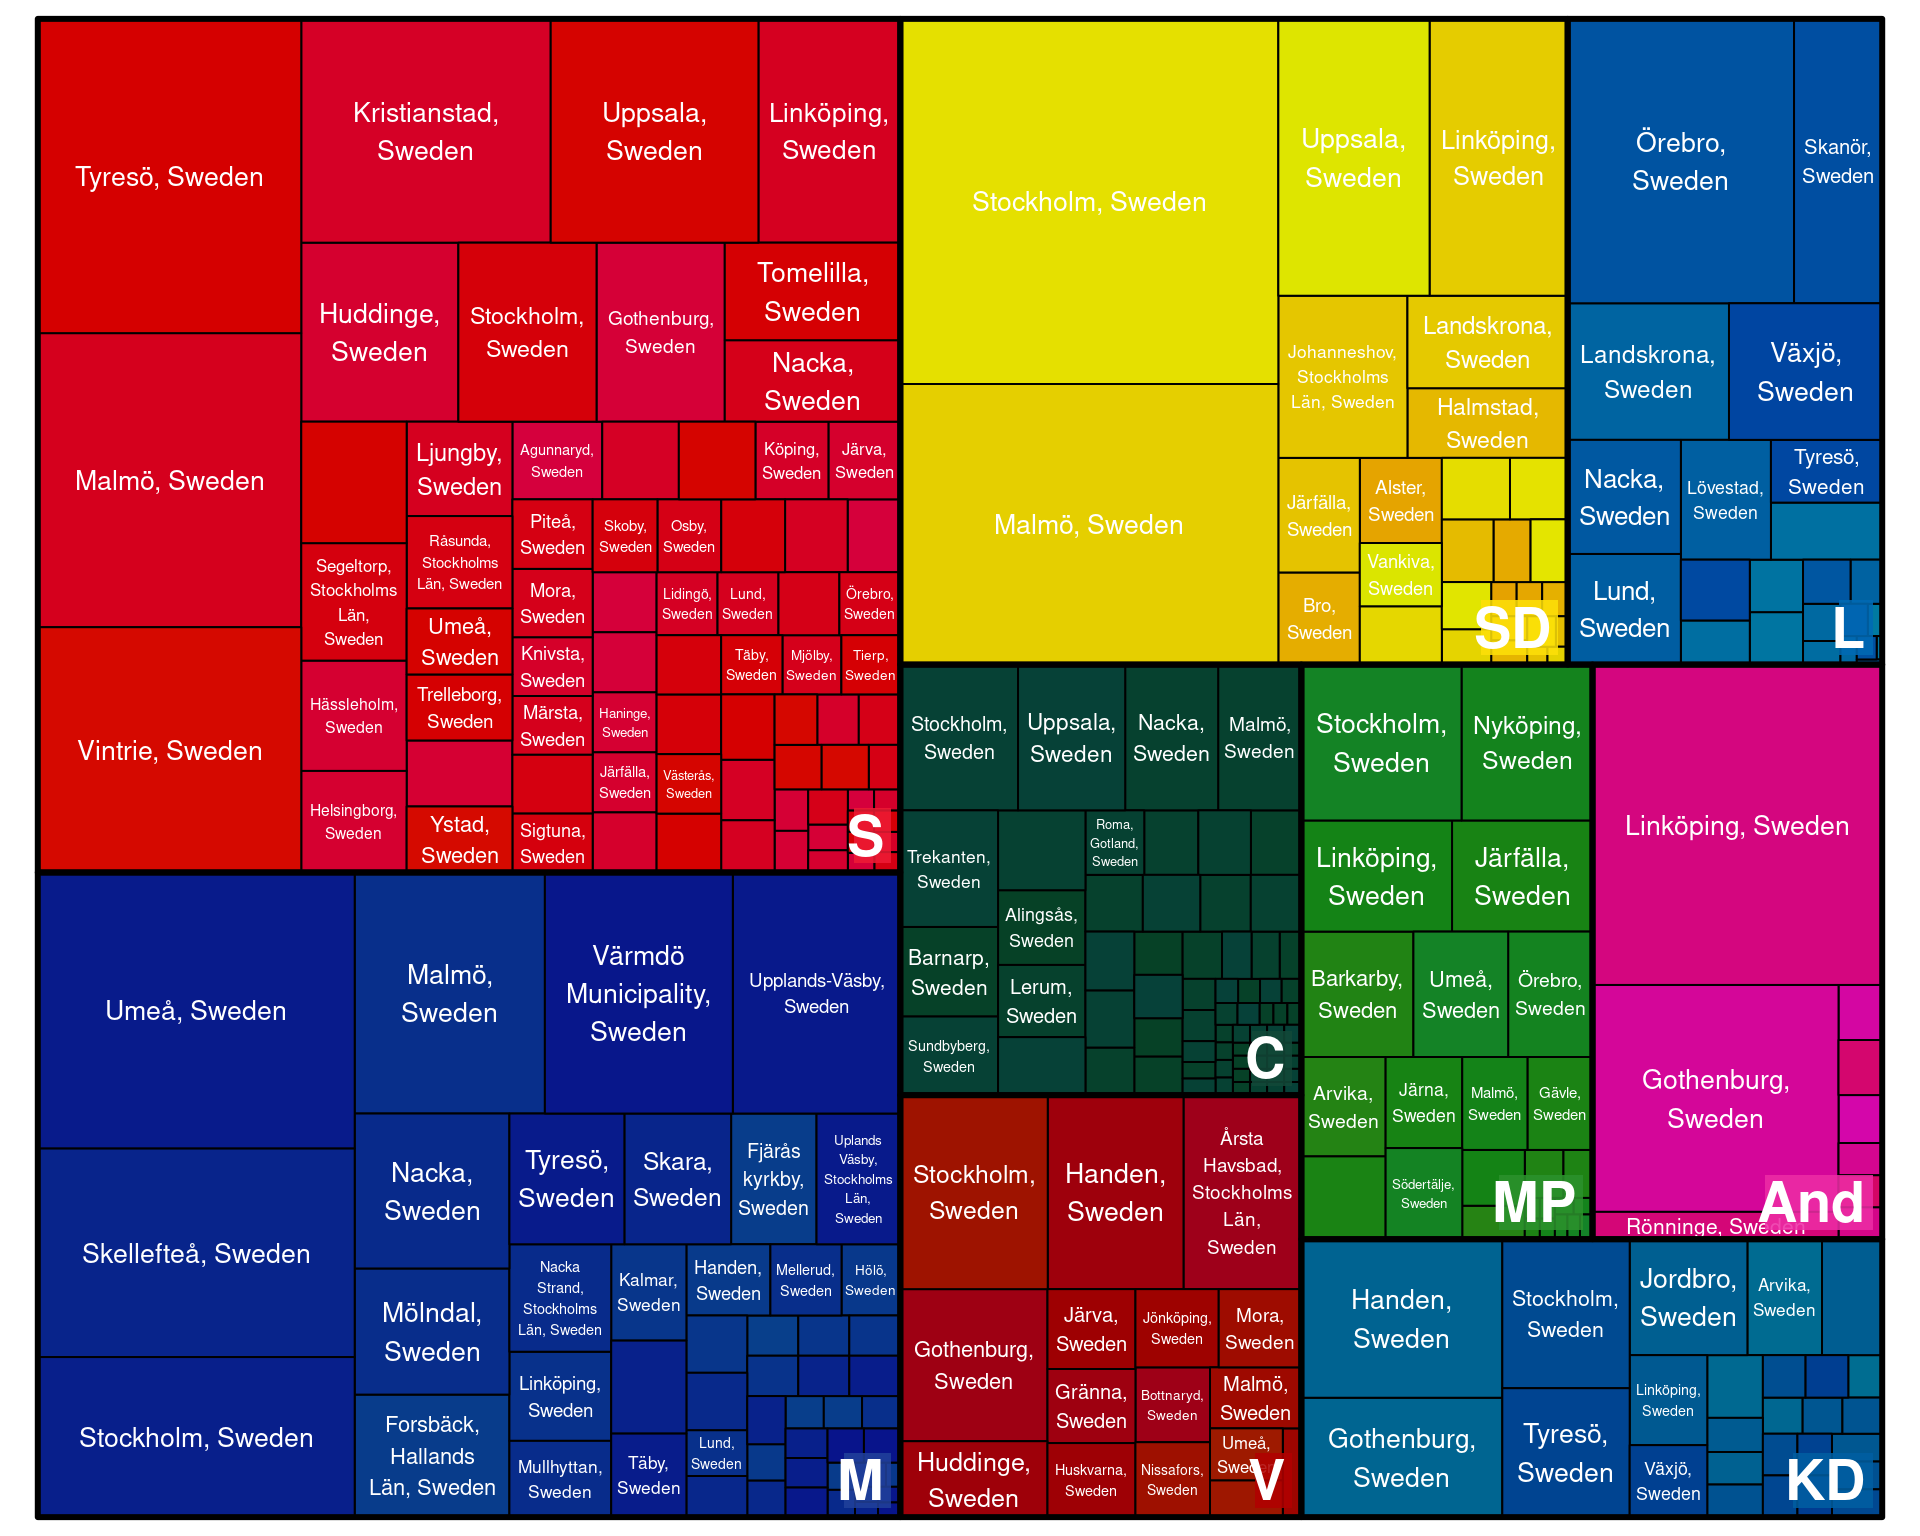 Tyresö, Sweden
Malmö, Sweden
Vintrie, Sweden
Kristianstad,
Sweden
Uppsala,
Sweden
Linköping,
Sweden
Huddinge,
Sweden
Stockholm,
Sweden
Gothenburg,
Sweden
Tomelilla,
Sweden
Nacka,
Sweden
Segeltorp,
Stockholms
Län,
Sweden
Hässleholm,
Sweden
Helsingborg,
Sweden
Ljungby,
Sweden
Råsunda,
Stockholms
Län, Sweden
Umeå,
Sweden
Trelleborg,
Sweden
Ystad,
Sweden
Agunnaryd,
Sweden
Köping,
Sweden
Järva,
Sweden
Piteå,
Sweden
Mora,
Sweden
Knivsta,
Sweden
Märsta,
Sweden
Sigtuna,
Sweden
Skoby,
Sweden
Osby,
Sweden
Lidingö,
Sweden
Lund,
Sweden
Örebro,
Sweden
Täby,
Sweden
Mjölby,
Sweden
Tierp,
Sweden
Haninge,
Sweden
Järfälla,
Sweden
Västerås,
Sweden
S
Umeå, Sweden
Skellefteå, Sweden
Stockholm, Sweden
Malmö,
Sweden
Värmdö
Municipality,
Sweden
Upplands-Väsby,
Sweden
Nacka,
Sweden
Mölndal,
Sweden
Forsbäck,
Hallands
Län, Sweden
Tyresö,
Sweden
Skara,
Sweden
Fjärås
kyrkby,
Sweden
Uplands
Väsby,
Stockholms
Län,
Sweden
Nacka
Strand,
Stockholms
Län, Sweden
Linköping,
Sweden
Mullhyttan,
Sweden
Kalmar,
Sweden
Täby,
Sweden
Handen,
Sweden
Mellerud,
Sweden
Hölö,
Sweden
Lund,
Sweden
M
Stockholm, Sweden
Malmö, Sweden
Uppsala,
Sweden
Linköping,
Sweden
Johanneshov,
Stockholms
Län, Sweden
Landskrona,
Sweden
Halmstad,
Sweden
Järfälla,
Sweden
Bro,
Sweden
Alster,
Sweden
Vankiva,
Sweden
SD
Örebro,
Sweden
Skanör,
Sweden
Landskrona,
Sweden
Växjö,
Sweden
Nacka,
Sweden
Lund,
Sweden
Lövestad,
Sweden
Tyresö,
Sweden
L
Stockholm,
Sweden
Uppsala,
Sweden
Nacka,
Sweden
Malmö,
Sweden
Trekanten,
Sweden
Barnarp,
Sweden
Sundbyberg,
Sweden
Alingsås,
Sweden
Lerum,
Sweden
Roma,
Gotland,
Sweden
C
Stockholm,
Sweden
Handen,
Sweden
Årsta
Havsbad,
Stockholms
Län,
Sweden
Gothenburg,
Sweden
Huddinge,
Sweden
Järva,
Sweden
Gränna,
Sweden
Huskvarna,
Sweden
Jönköping,
Sweden
Mora,
Sweden
Bottnaryd,
Sweden
Nissafors,
Sweden
Malmö,
Sweden
Umeå,
Sweden
V
Stockholm,
Sweden
Nyköping,
Sweden
Linköping,
Sweden
Järfälla,
Sweden
Barkarby,
Sweden
Umeå,
Sweden
Örebro,
Sweden
Arvika,
Sweden
Järna,
Sweden
Malmö,
Sweden
Gävle,
Sweden
Södertälje,
Sweden
MP
Linköping, Sweden
Gothenburg,
Sweden
Rönninge, Sweden
And
Handen,
Sweden
Gothenburg,
Sweden
Stockholm,
Sweden
Tyresö,
Sweden
Jordbro,
Sweden
Arvika,
Sweden
Linköping,
Sweden
Växjö,
Sweden
KD